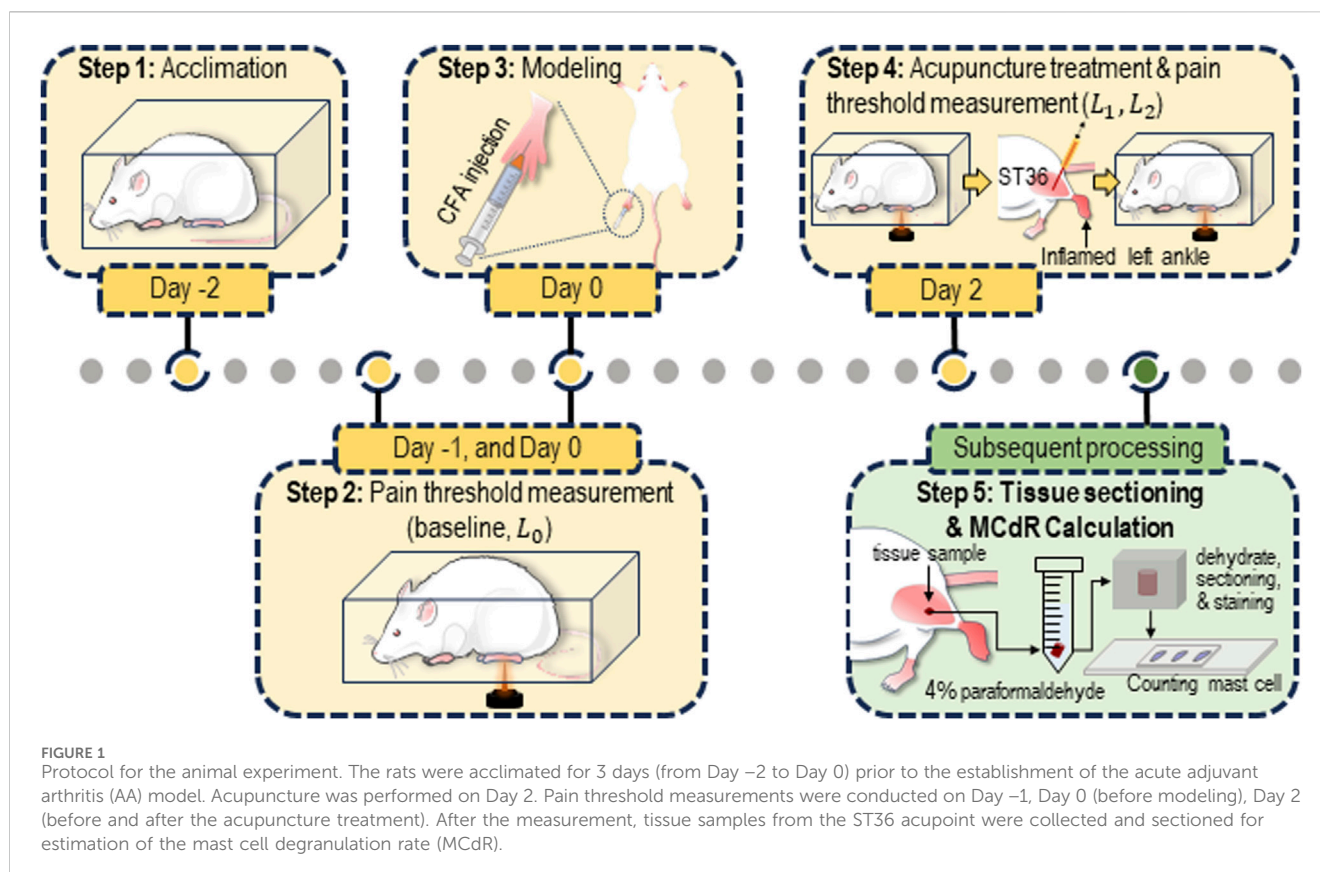 Step 1: Acclimation
Day -2
Step 3: Modeling
CFA injection
Day 0
Step 4: Acupuncture treatment & pain
threshold measurement (L₁, L₂)
ST36
Inflamed left ankle
Day 2
Day -1, and Day 0
Step 2: Pain threshold measurement
(baseline, L₀)
Subsequent processing
Step 5: Tissue sectioning
& MCdR Calculation
tissue sample
dehydrate,
sectioning,
& staining
4% paraformaldehyde
Counting mast cell
FIGURE 1
Protocol for the animal experiment. The rats were acclimated for 3 days (from Day −2 to Day 0) prior to the establishment of the acute adjuvant
arthritis (AA) model. Acupuncture was performed on Day 2. Pain threshold measurements were conducted on Day −1, Day 0 (before modeling), Day 2
(before and after the acupuncture treatment). After the measurement, tissue samples from the ST36 acupoint were collected and sectioned for
estimation of the mast cell degranulation rate (MCdR).